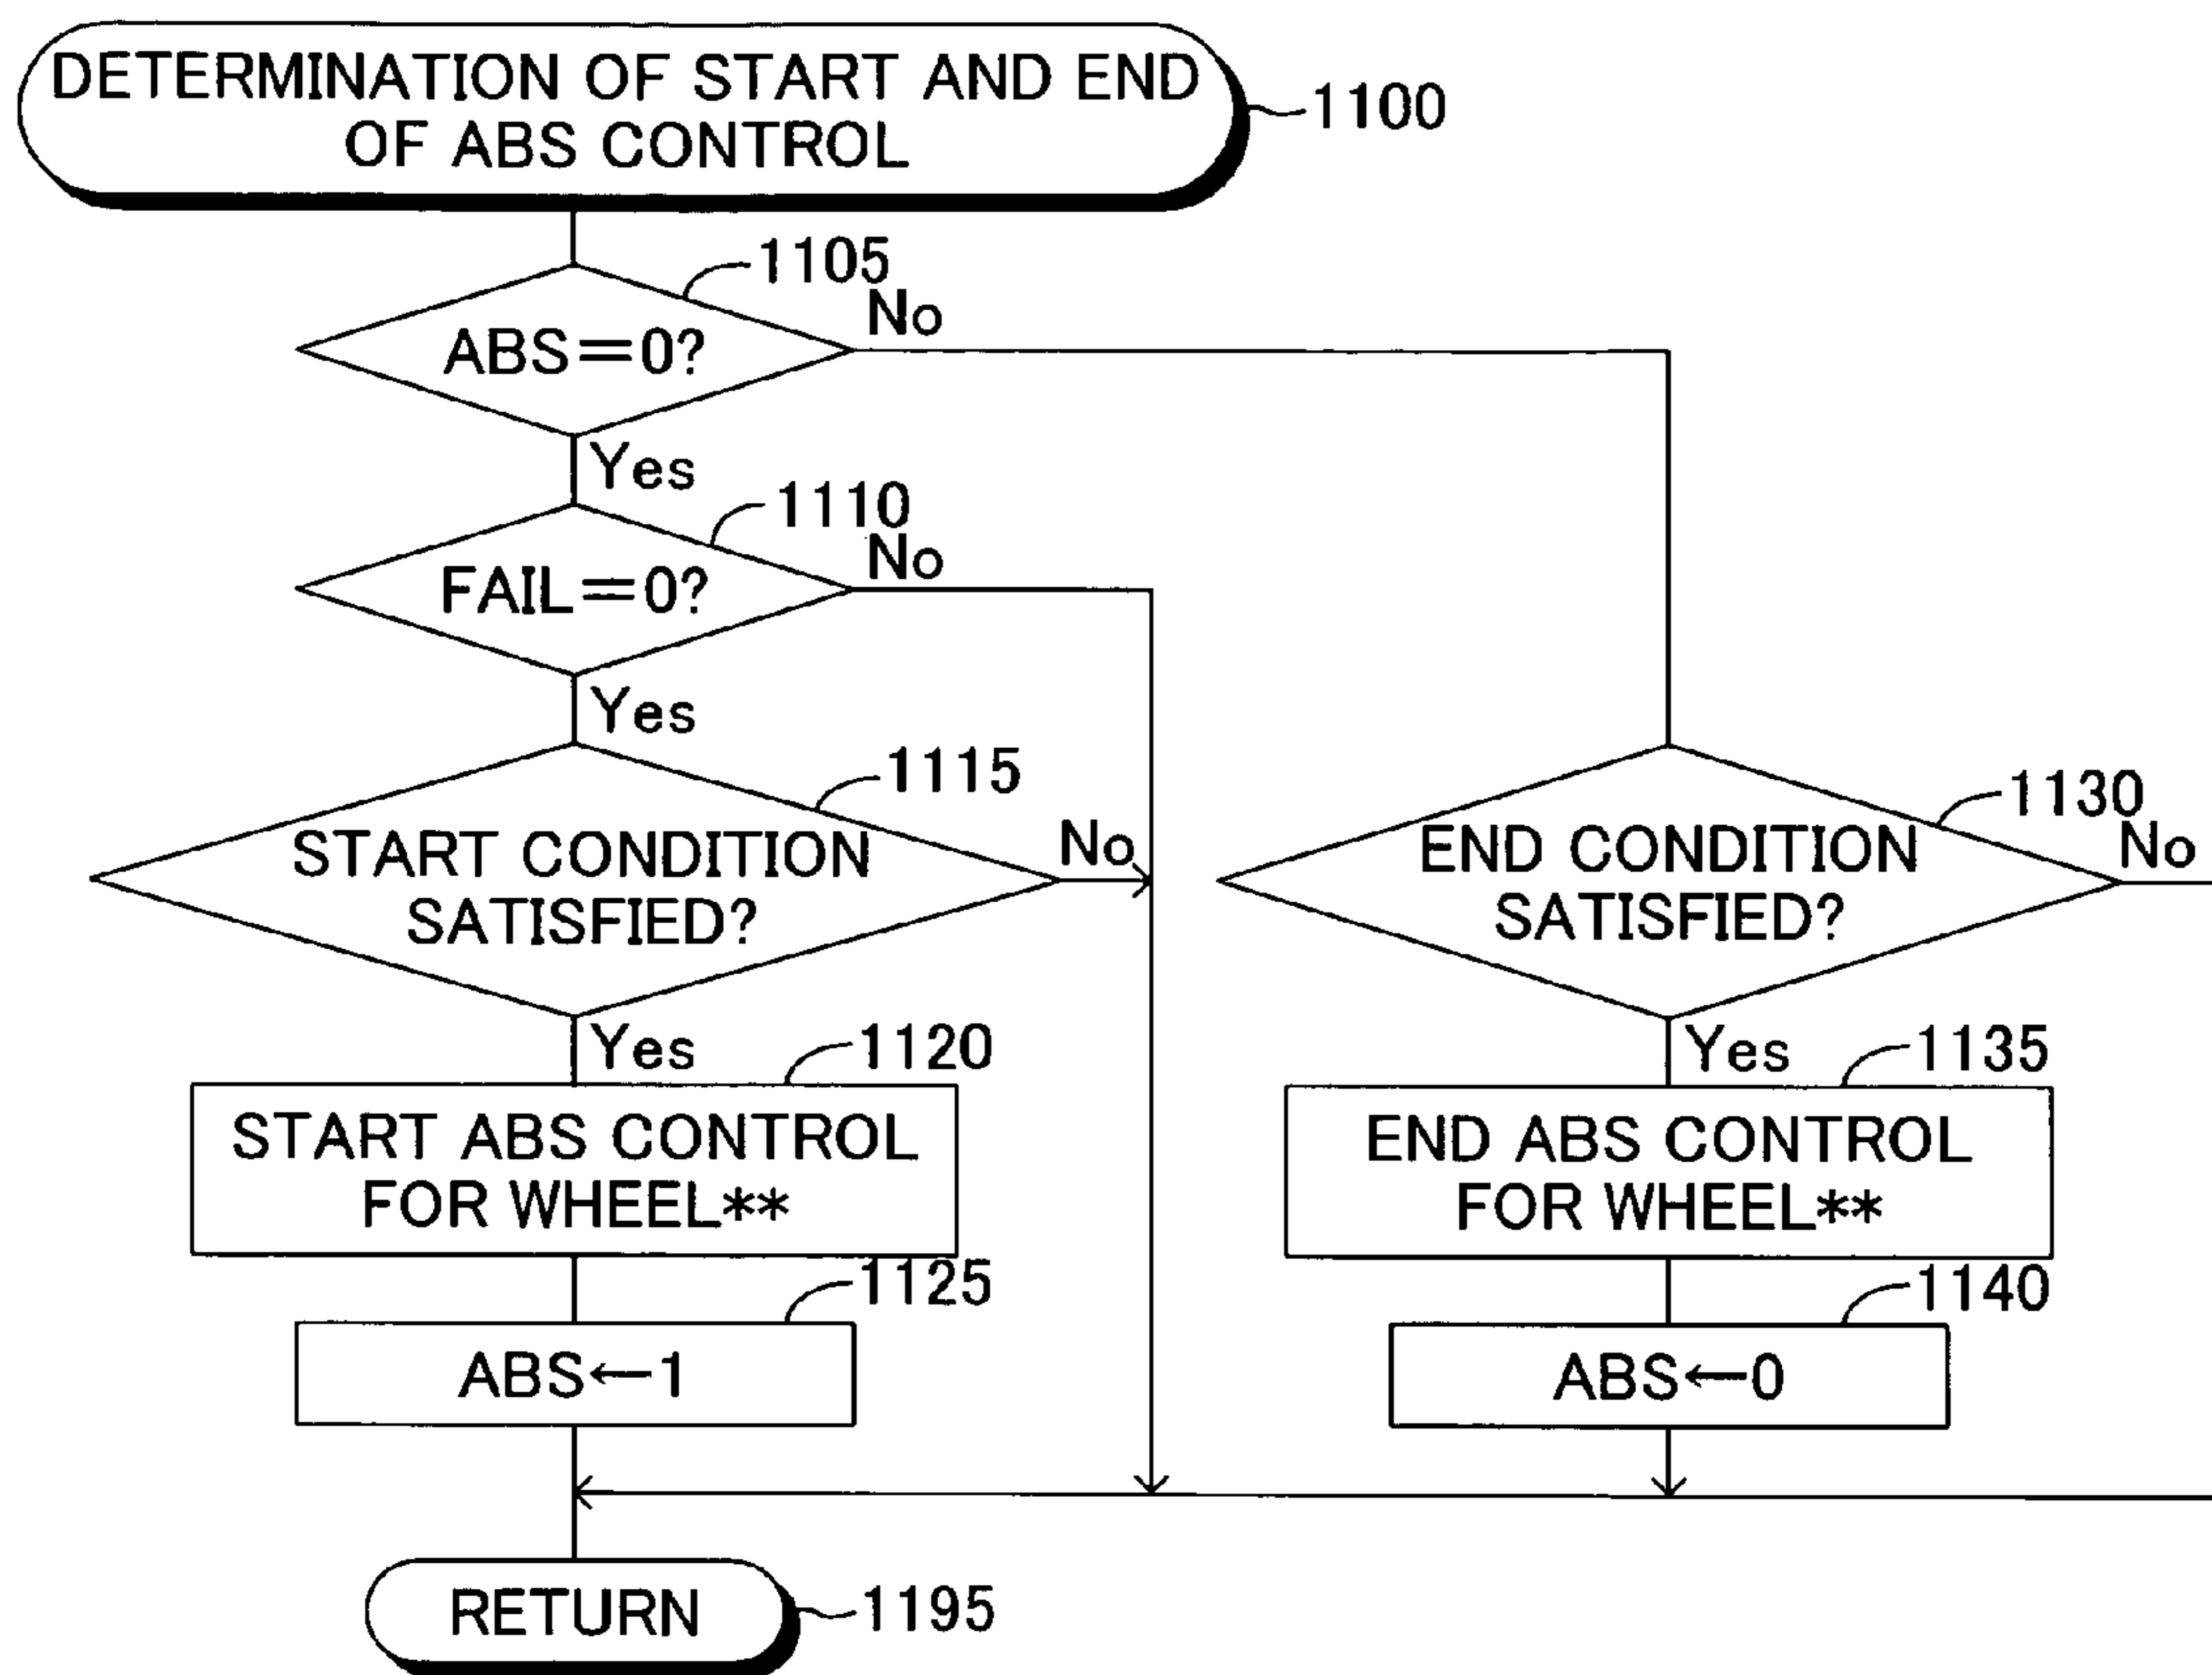 DETERMINATION OF START AND END
OF ABS CONTROL
1100
1105
ABS=0?
No
Yes
1110
FAIL=0?
No
Yes
1115
START CONDITION
SATISFIED?
No
Yes
1120
START ABS CONTROL
FOR WHEEL**
1125
ABS←1
1130
END CONDITION
SATISFIED?
No
Yes
1135
END ABS CONTROL
FOR WHEEL**
1140
ABS←0
RETURN
1195